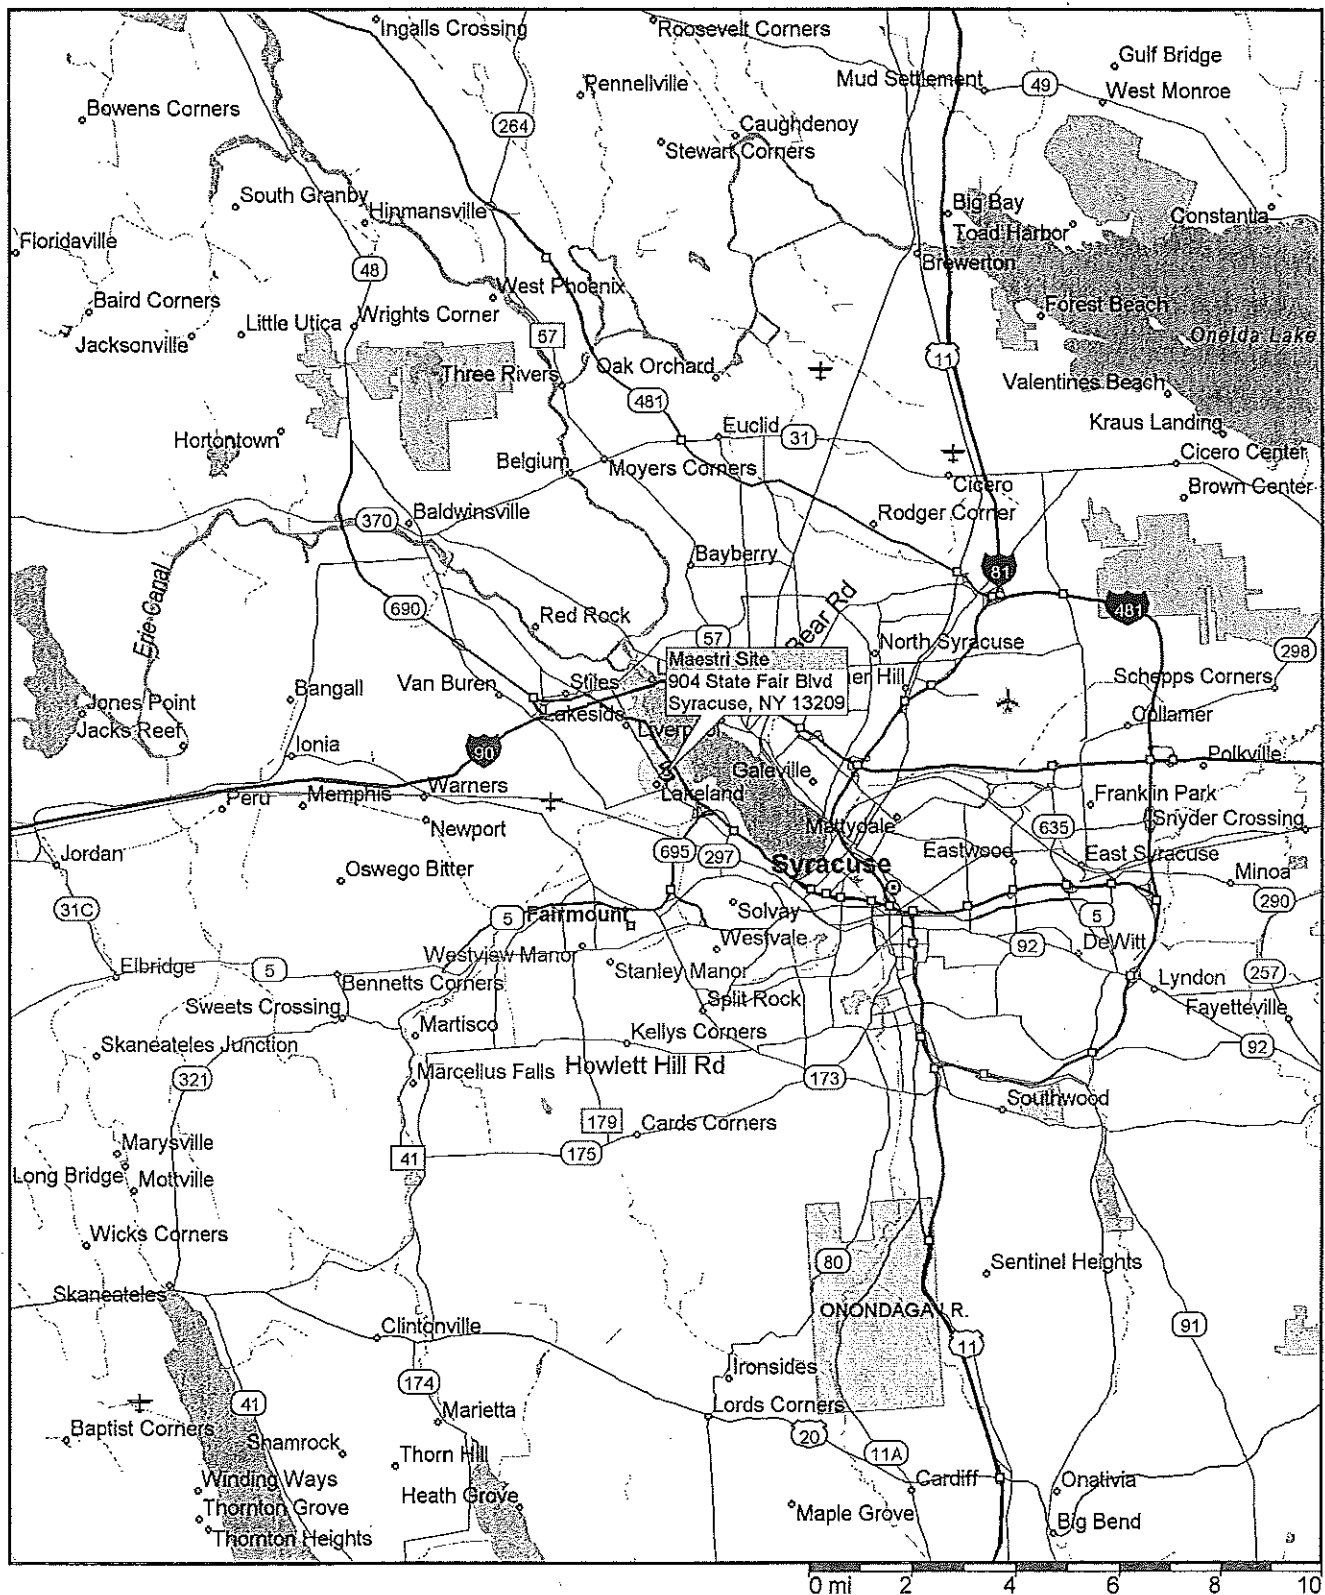 Ingalls Crossing
Roosevelt Corners
Gulf Bridge
Mud Settlement
49
West Monroe
Pennellville
Bowens Corners
264
Caughdenoy
Stewart Corners
South Granby
Hinmansville
Big Bay
Constantia
Toad Harbor
Floridaville
Brewerton
48
West Phoenix
Baird Corners
Forest Beach
Little Utica
Wrights Corner
Jacksonville
57
Oneida Lake
11
Three Rivers
Oak Orchard
Valentines Beach
481
Kraus Landing
Euclid
31
Hortontown
Belgium
Moyers Corners
Cicero Center
Cicero
Brown Center
370
Baldwinsville
Rodger Corner
Bayberry
81
Erie Canal
690
481
Red Rock
Bear Rd
57
North Syracuse
298
Maestri Site
904 State Fair Blvd
Syracuse, NY 13209
ner Hill
Schepps Corners
Van Buren
Stiles
Bangall
Jones Point
Lakeside
Collamer
Jacks Reef
Liverpool
Ionia
90
Polkville
Galeville
Warners
Lakeland
Peru
Memphis
Franklin Park
Newport
Mattydale
635
Snyder Crossing
Jordan
695
297
Syracuse
Eastwood
East Syracuse
Oswego Bitter
Minoa
31C
5
Fairmount
Solvay
5
290
Westvale
92
DeWitt
Westview Manor
Elbridge
5
Stanley Manor
257
Bennetts Corners
Lyndon
Sweets Crossing
Split Rock
Fayetteville
Martisco
Kellys Corners
Skaneateles Junction
92
321
Marcellus Falls
Howlett Hill Rd
173
Southwood
179
Cards Corners
Marysville
41
175
Long Bridge
Mottville
Wicks Corners
80
Sentinel Heights
Skaneateles
ONONDAGA I.R.
Clintonville
91
11
Ironsides
174
41
Marietta
Lords Corners
Baptist Corners
20
Shamrock
Thorn Hill
11A
Winding Ways
Cardiff
Onativia
Heath Grove
Thornton Grove
Maple Grove
Big Bend
Thornton Heights
0 mi 2 4 6 8 10